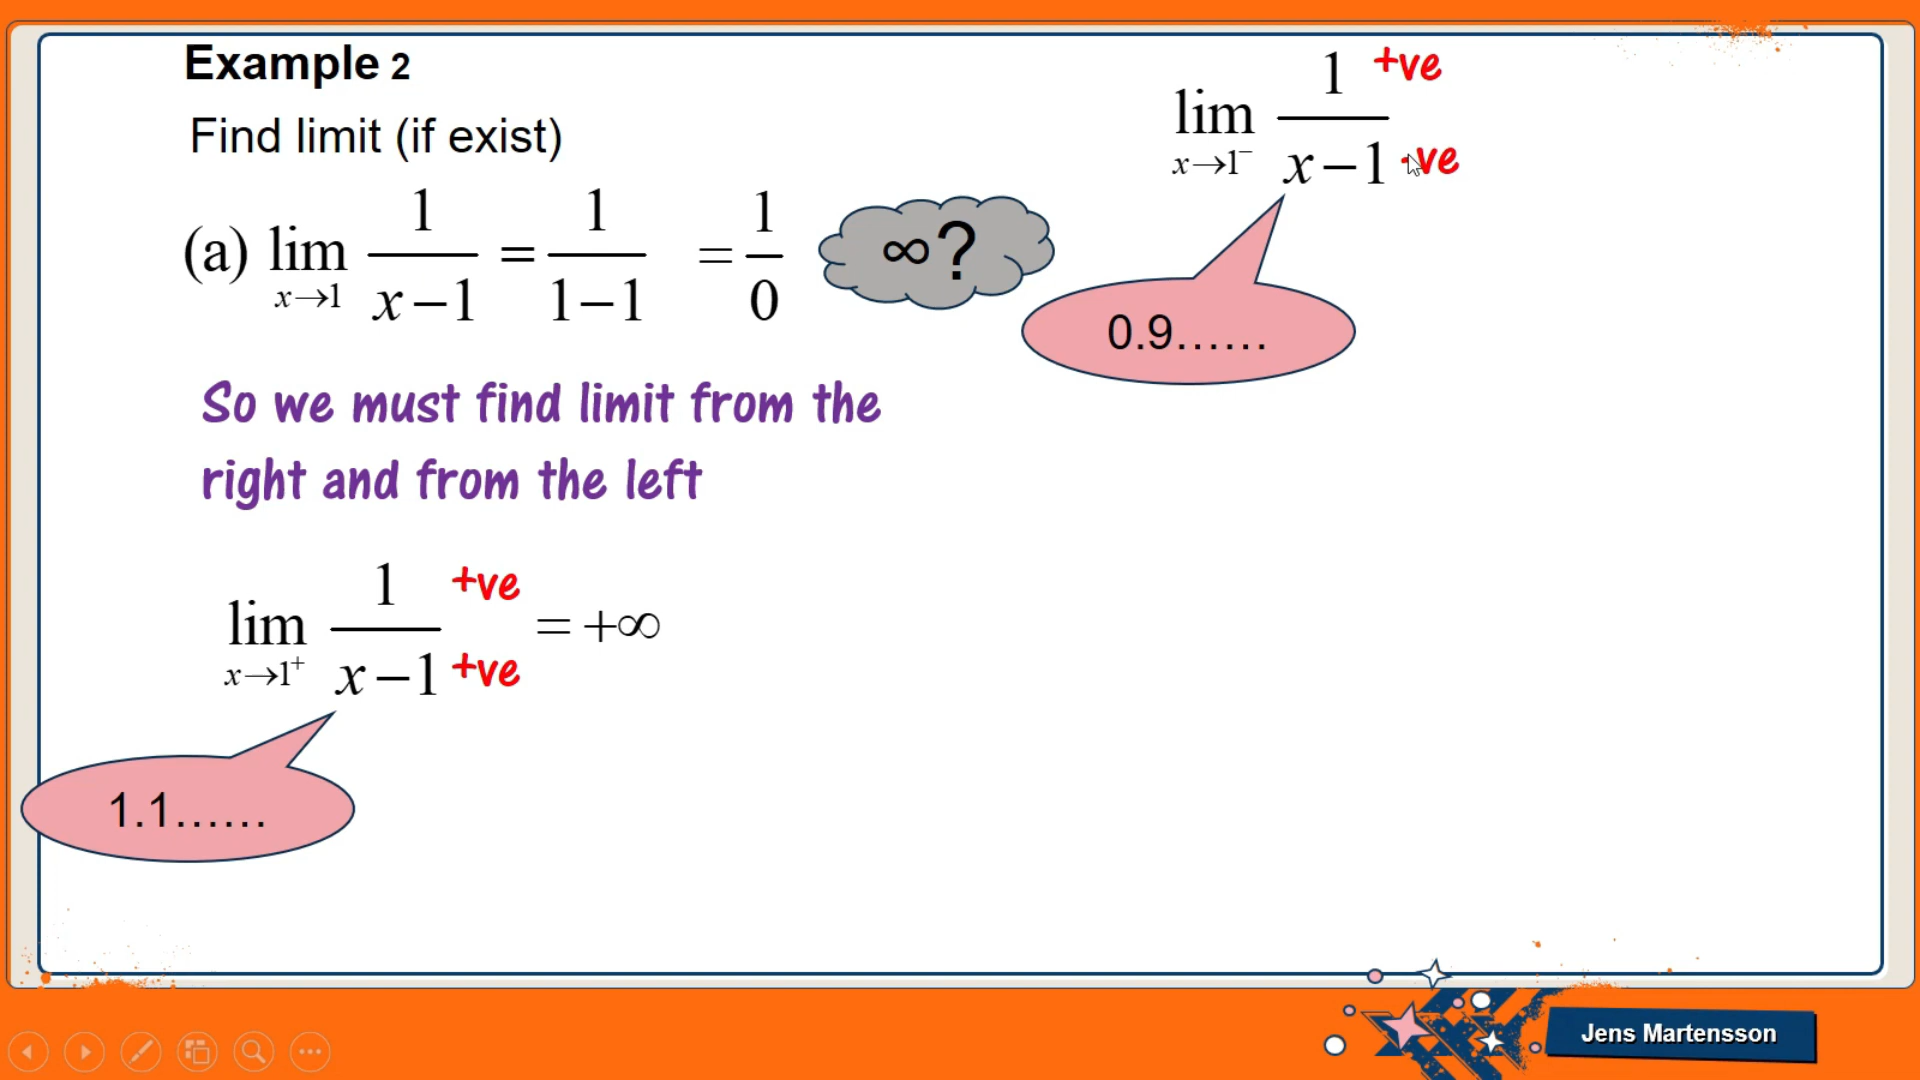 Example 2
Find limit (if exist)
(a) lim x→1 1/(x−1) = 1/(1−1) = 1/0
∞?
So we must find limit from the
right and from the left
lim x→1⁺ 1/(x−1) +ve +ve = +∞
1.1......
lim x→1⁻ 1/(x−1) +ve -ve
0.9......
Jens Martensson